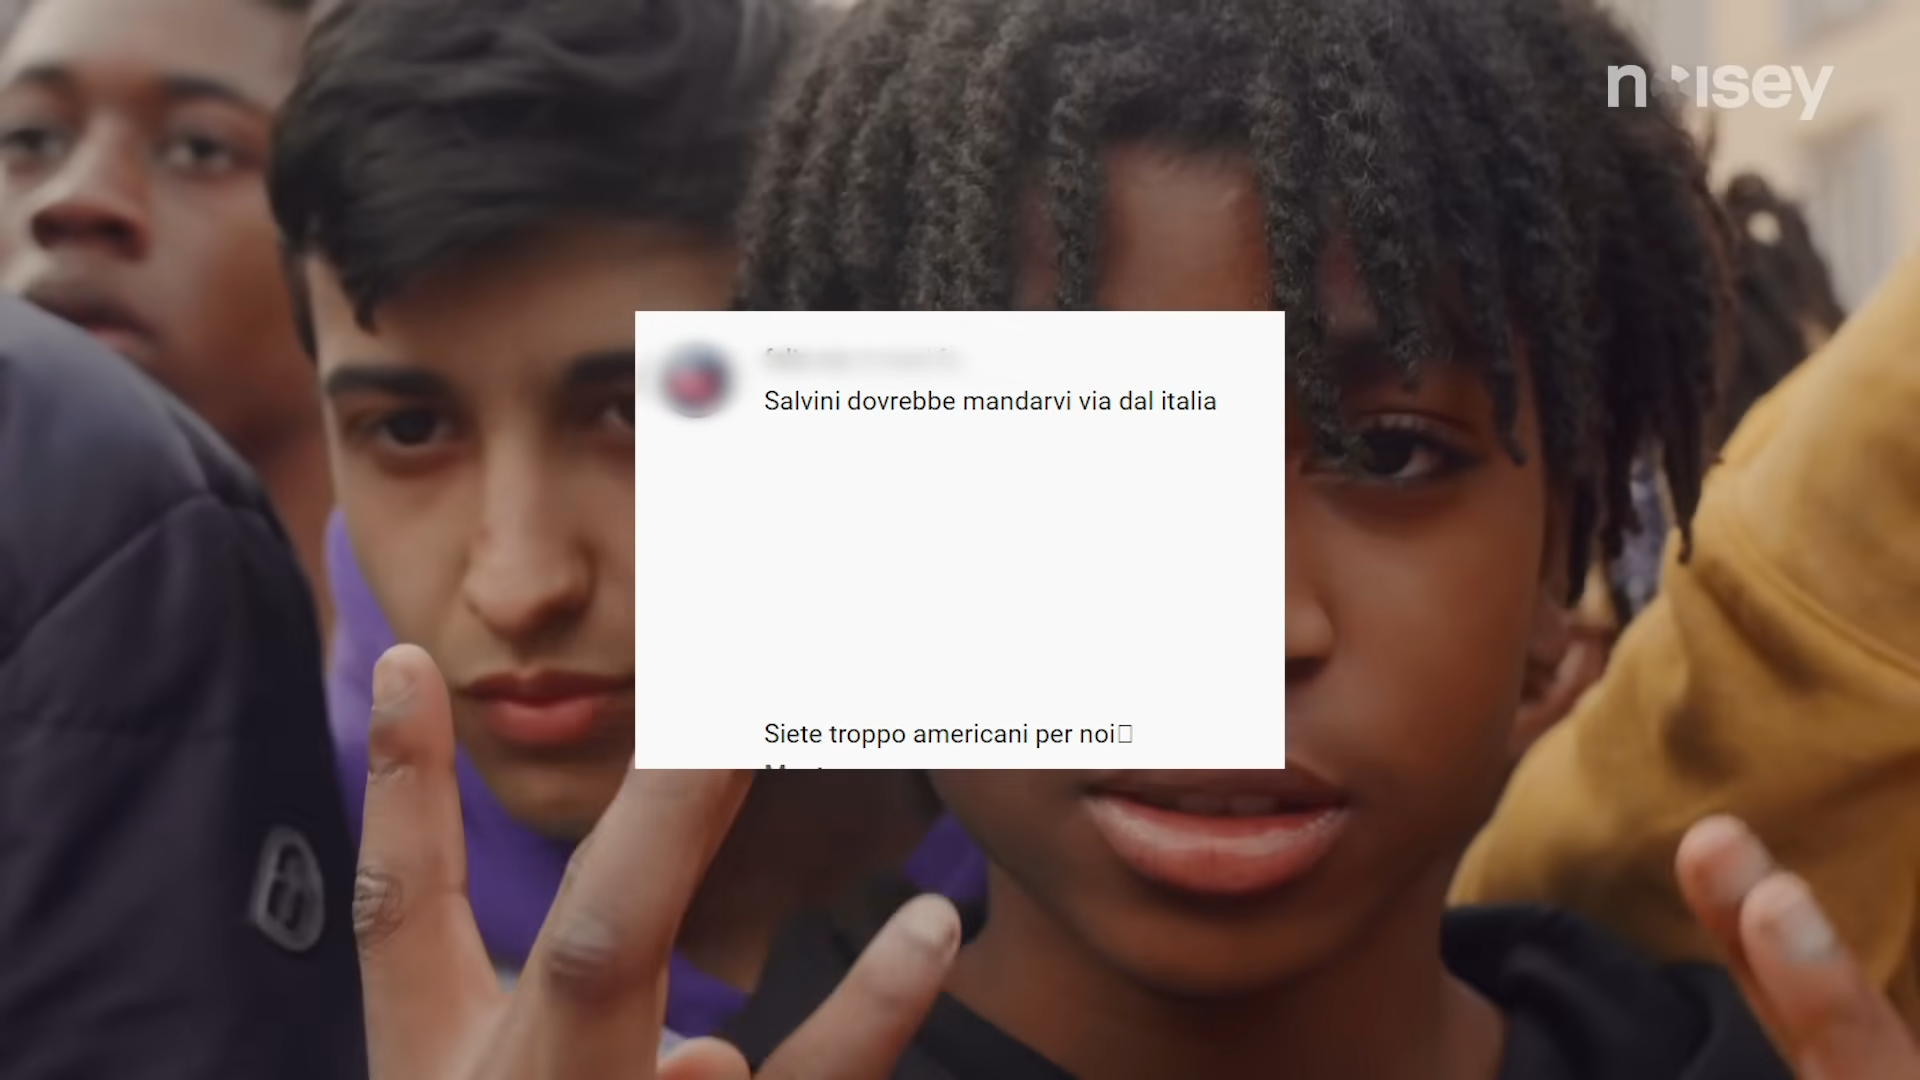 noisey
Salvini dovrebbe mandarvi via dal italia
Siete troppo americani per noi